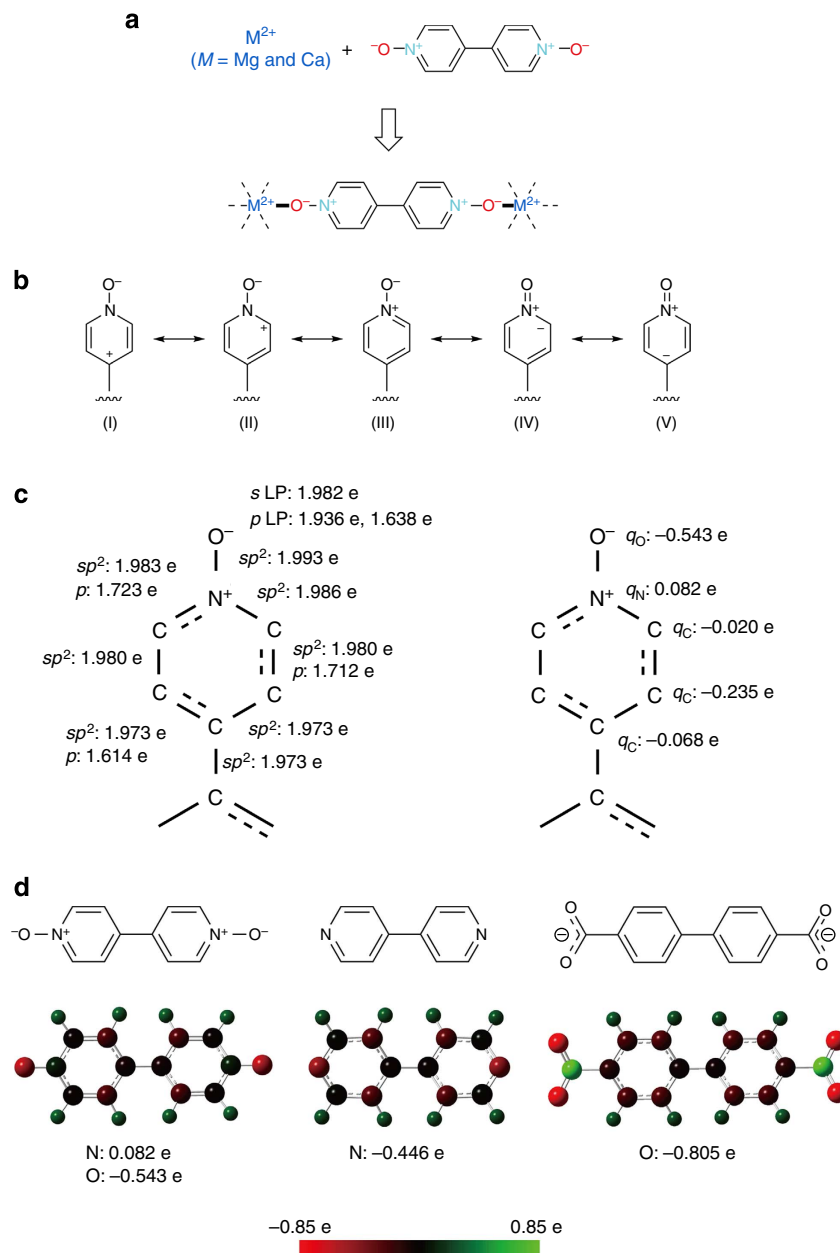 a
M2+
(M = Mg and Ca)
+
−O N+ N+ O−
M2+ O− N+ N+ O− M2+
b
O− O− O− O O
N N N+ N+ N+
+ + − −
(I) (II) (III) (IV) (V)
c
s LP: 1.982 e
p LP: 1.936 e, 1.638 e
O−
sp2: 1.993 e
sp2: 1.983 e
p: 1.723 e
N+
sp2: 1.986 e
C C
sp2: 1.980 e
sp2: 1.980 e
p: 1.712 e
C C
C
sp2: 1.973 e
p: 1.614 e
sp2: 1.973 e
sp2: 1.973 e
C
O−
qO: −0.543 e
N+
qN: 0.082 e
C C
qC: −0.020 e
C C
qC: −0.235 e
C
qC: −0.068 e
C
d
−O N+ N+ O−
N N
O O
⊖ ⊖
O O
N: 0.082 e
O: −0.543 e
N: −0.446 e
O: −0.805 e
−0.85 e 0.85 e